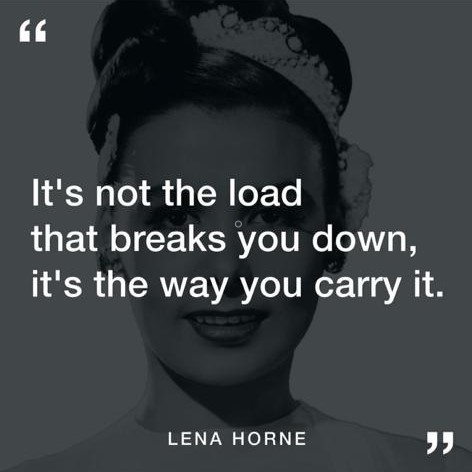 “
It's not the load
that breaks you down,
it's the way you carry it.
LENA HORNE
”